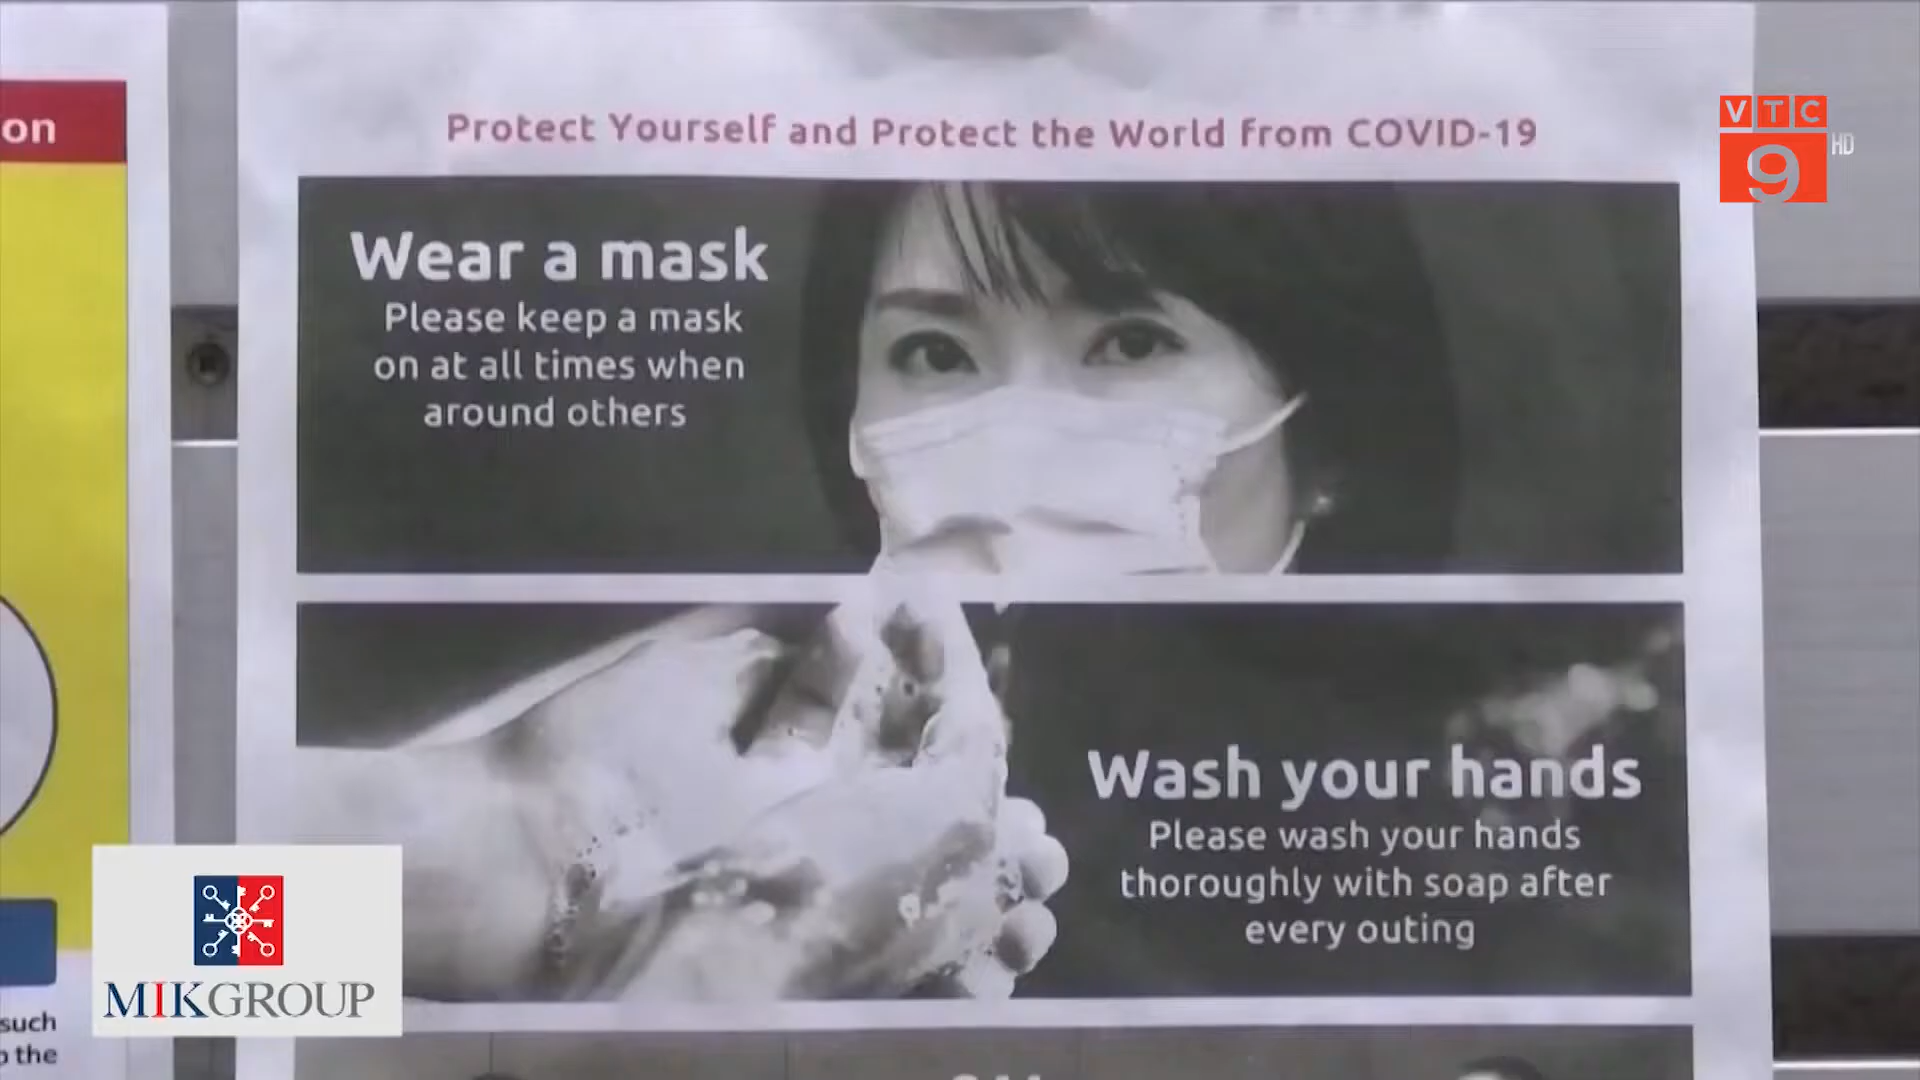 on
Protect Yourself and Protect the World from COVID-19
VTC
9
HD
Wear a mask
Please keep a mask
on at all times when
around others
Wash your hands
Please wash your hands
thoroughly with soap after
every outing
MIKGROUP
such
the